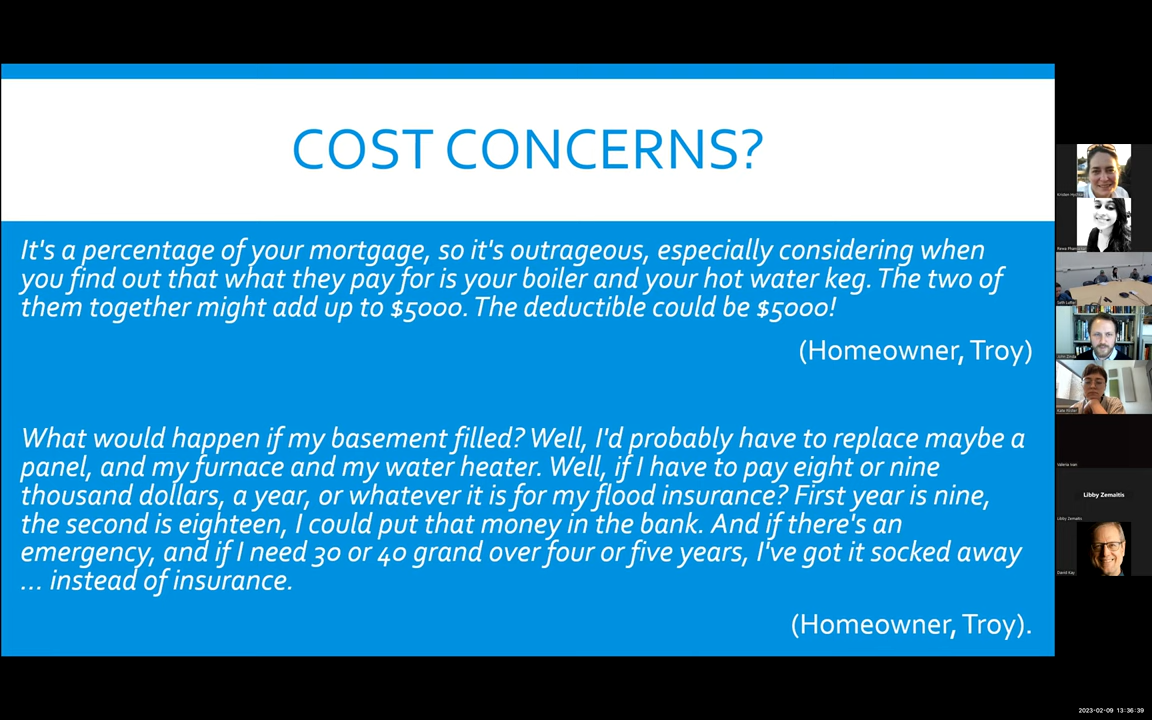 COST CONCERNS?
It's a percentage of your mortgage, so it's outrageous, especially considering when
you find out that what they pay for is your boiler and your hot water keg. The two of
them together might add up to $5000. The deductible could be $5000!
(Homeowner, Troy)
What would happen if my basement filled? Well, I'd probably have to replace maybe a
panel, and my furnace and my water heater. Well, if I have to pay eight or nine
thousand dollars, a year, or whatever it is for my flood insurance? First year is nine,
the second is eighteen, I could put that money in the bank. And if there's an
emergency, and if I need 30 or 40 grand over four or five years, I've got it socked away
... instead of insurance.
(Homeowner, Troy).
Libby Zemaitis
Libby Zemaitis
David Kay
2023-02-09 13:36:39